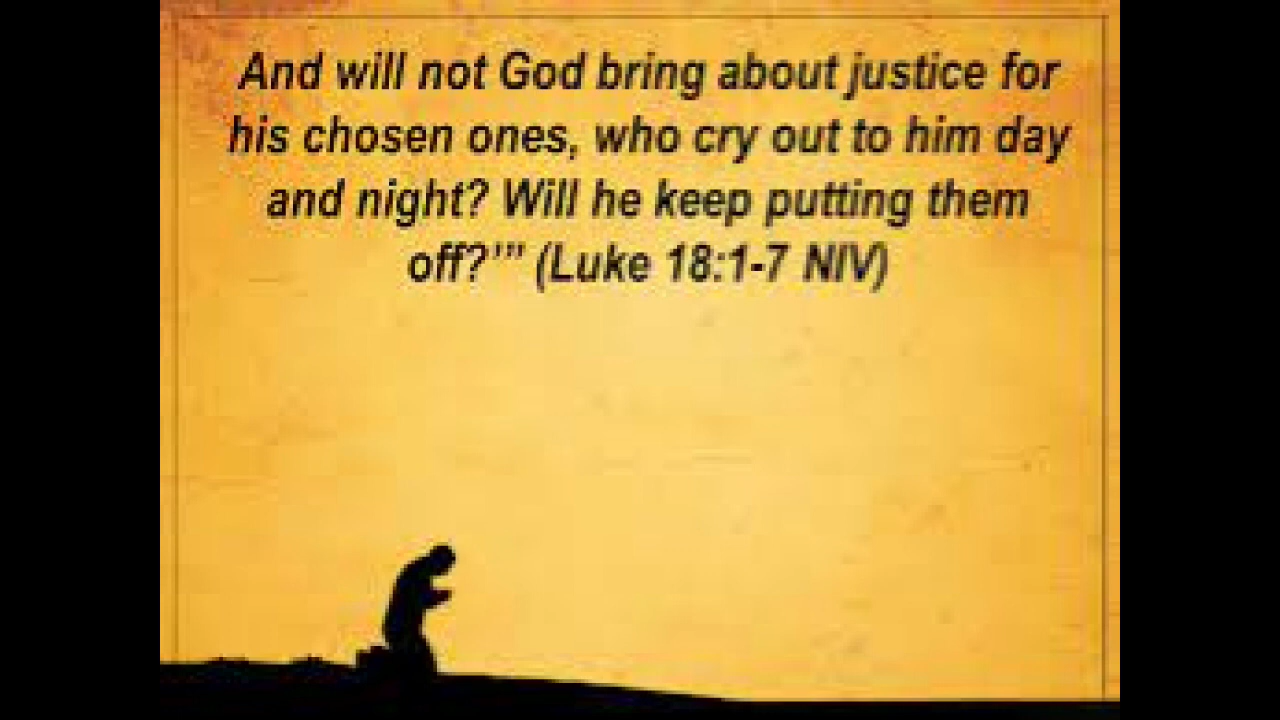 And will not God bring about justice for
his chosen ones, who cry out to him day
and night? Will he keep putting them
off?’” (Luke 18:1-7 NIV)